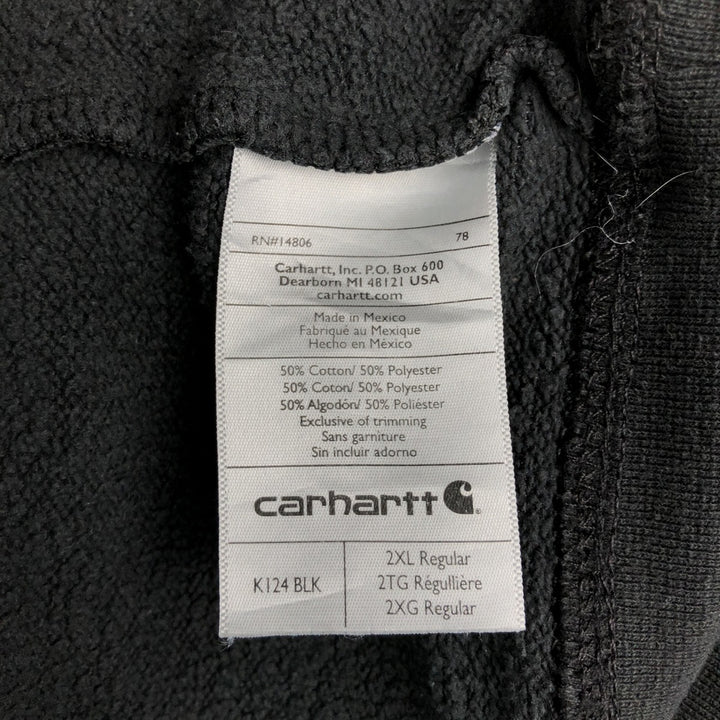 RN#14806 78
Carhartt, Inc. P.O. Box 600
Dearborn MI 48121 USA
carhartt.com
Made in Mexico
Fabriqué au Mexique
Hecho en México
50% Cotton/ 50% Polyester
50% Coton/ 50% Polyester
50% Algodón/ 50% Poliéster
Exclusive of trimming
Sans garniture
Sin incluir adorno
carhartt
K124 BLK
2XL Regular
2TG Régullière
2XG Regular